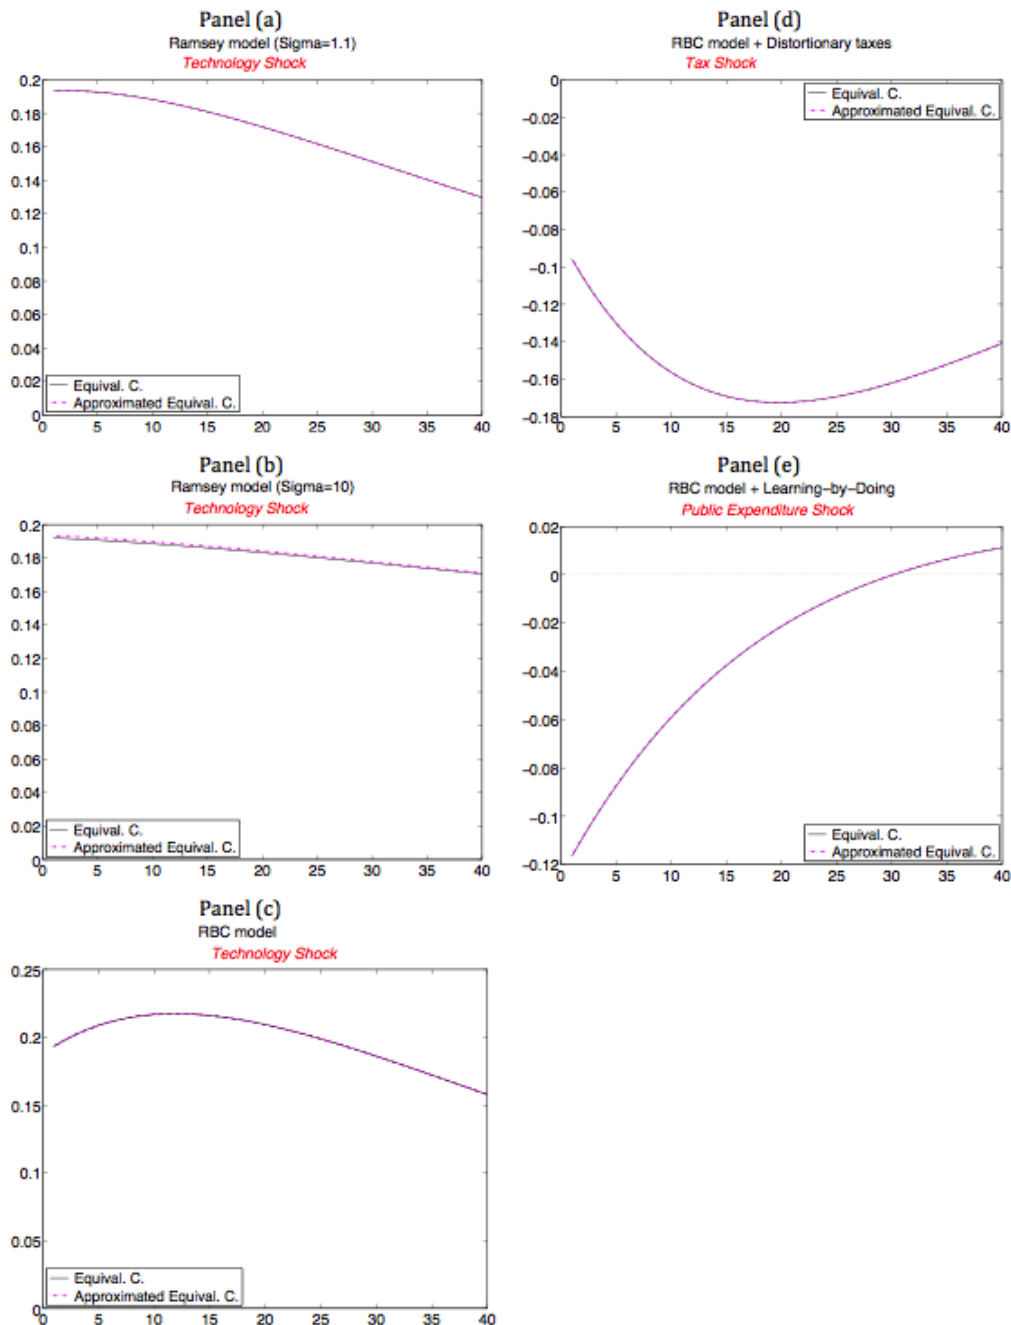 Panel (a)
Ramsey model (Sigma=1.1)
Technology Shock
0.2
0.18
0.16
0.14
0.12
0.1
0.08
0.06
0.04
0.02
0
Equival. C.
Approximated Equival. C.
0 5 10 15 20 25 30 35 40
Panel (d)
RBC model + Distortionary taxes
Tax Shock
0
−0.02
−0.04
−0.06
−0.08
−0.1
−0.12
−0.14
−0.16
−0.18
Equival. C.
Approximated Equival. C.
0 5 10 15 20 25 30 35 40
Panel (b)
Ramsey model (Sigma=10)
Technology Shock
0.2
0.18
0.16
0.14
0.12
0.1
0.08
0.06
0.04
0.02
0
Equival. C.
Approximated Equival. C.
0 5 10 15 20 25 30 35 40
Panel (e)
RBC model + Learning−by−Doing
Public Expenditure Shock
0.02
0
−0.02
−0.04
−0.06
−0.08
−0.1
−0.12
Equival. C.
Approximated Equival. C.
0 5 10 15 20 25 30 35 40
Panel (c)
RBC model
Technology Shock
0.25
0.2
0.15
0.1
0.05
0
Equival. C.
Approximated Equival. C.
0 5 10 15 20 25 30 35 40